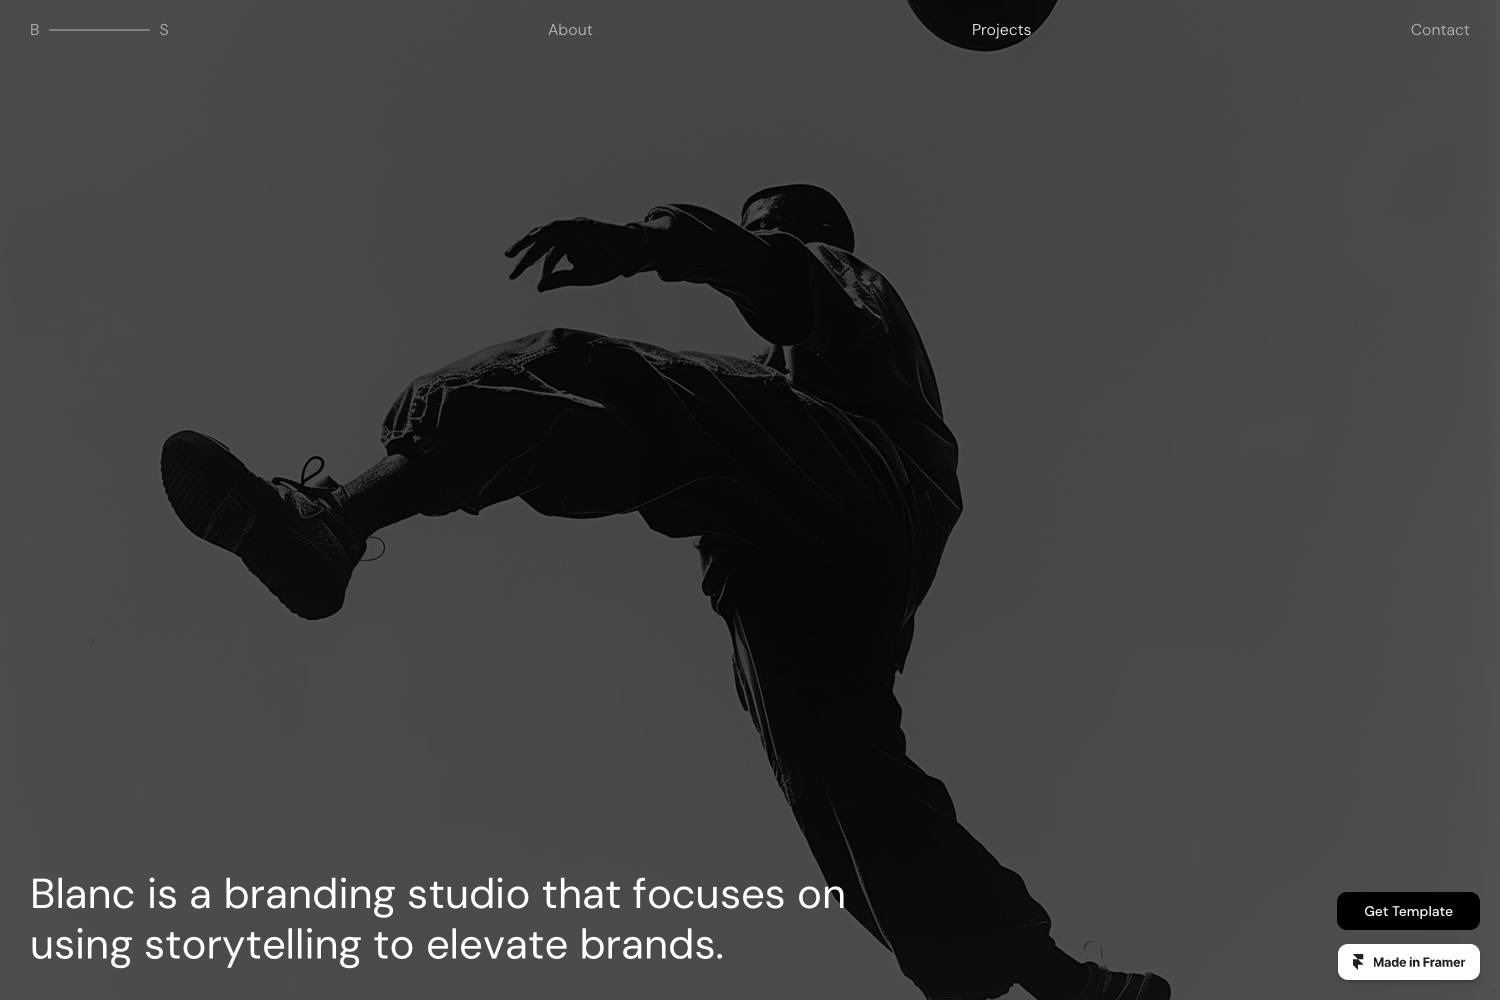 B S
About
Projects
Contact
Blanc is a branding studio that focuses on
using storytelling to elevate brands.
Get Template
Made in Framer